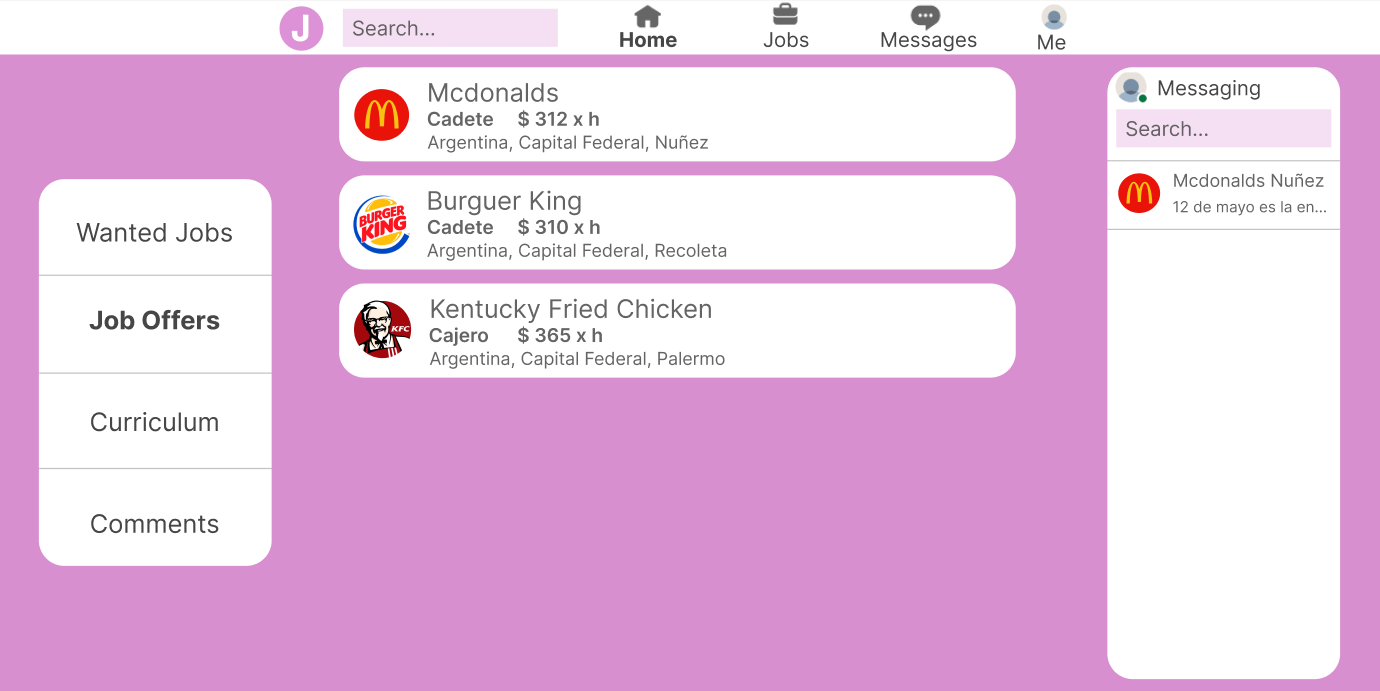 J
Search...
Home
Jobs
Messages
Me
Wanted Jobs
Job Offers
Curriculum
Comments
Mcdonalds
Cadete $ 312 x h
Argentina, Capital Federal, Nuñez
BURGER
KING
Burguer King
Cadete $ 310 x h
Argentina, Capital Federal, Recoleta
KFC
Kentucky Fried Chicken
Cajero $ 365 x h
Argentina, Capital Federal, Palermo
Messaging
Search...
Mcdonalds Nuñez
12 de mayo es la en...